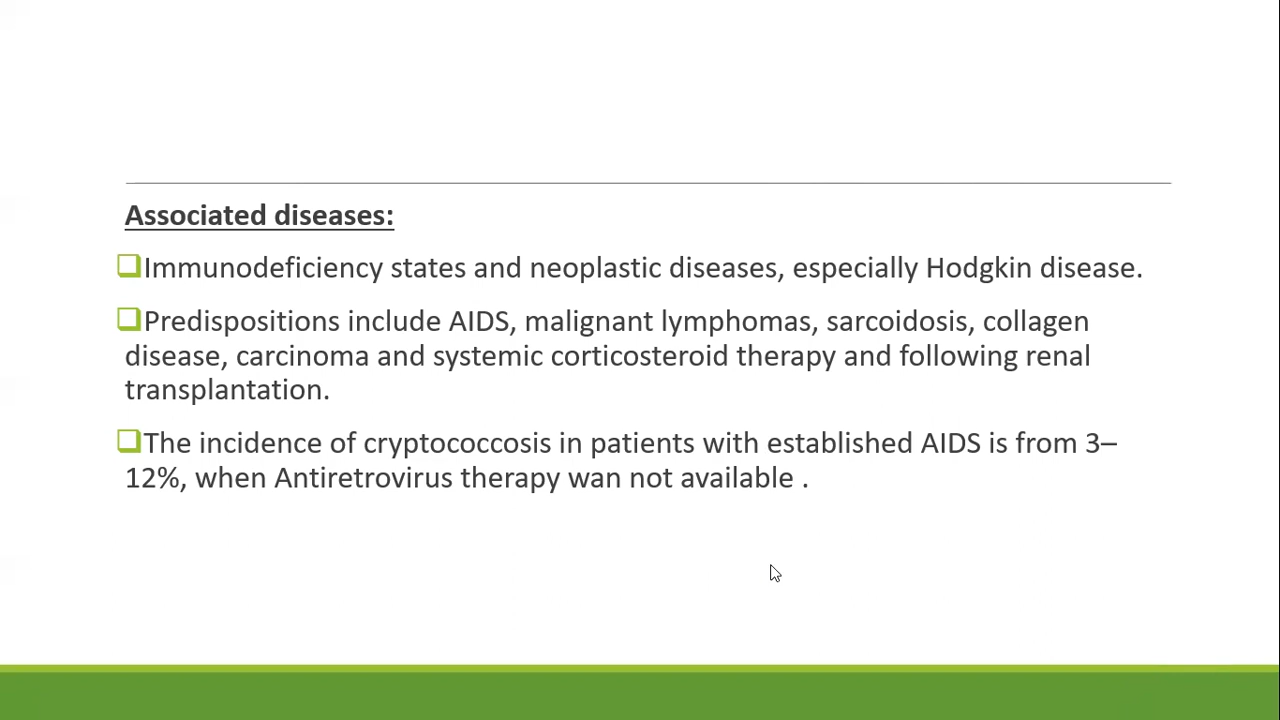 Associated diseases:
❑Immunodeficiency states and neoplastic diseases, especially Hodgkin disease.
❑Predispositions include AIDS, malignant lymphomas, sarcoidosis, collagen
disease, carcinoma and systemic corticosteroid therapy and following renal
transplantation.
❑The incidence of cryptococcosis in patients with established AIDS is from 3–
12%, when Antiretrovirus therapy wan not available .